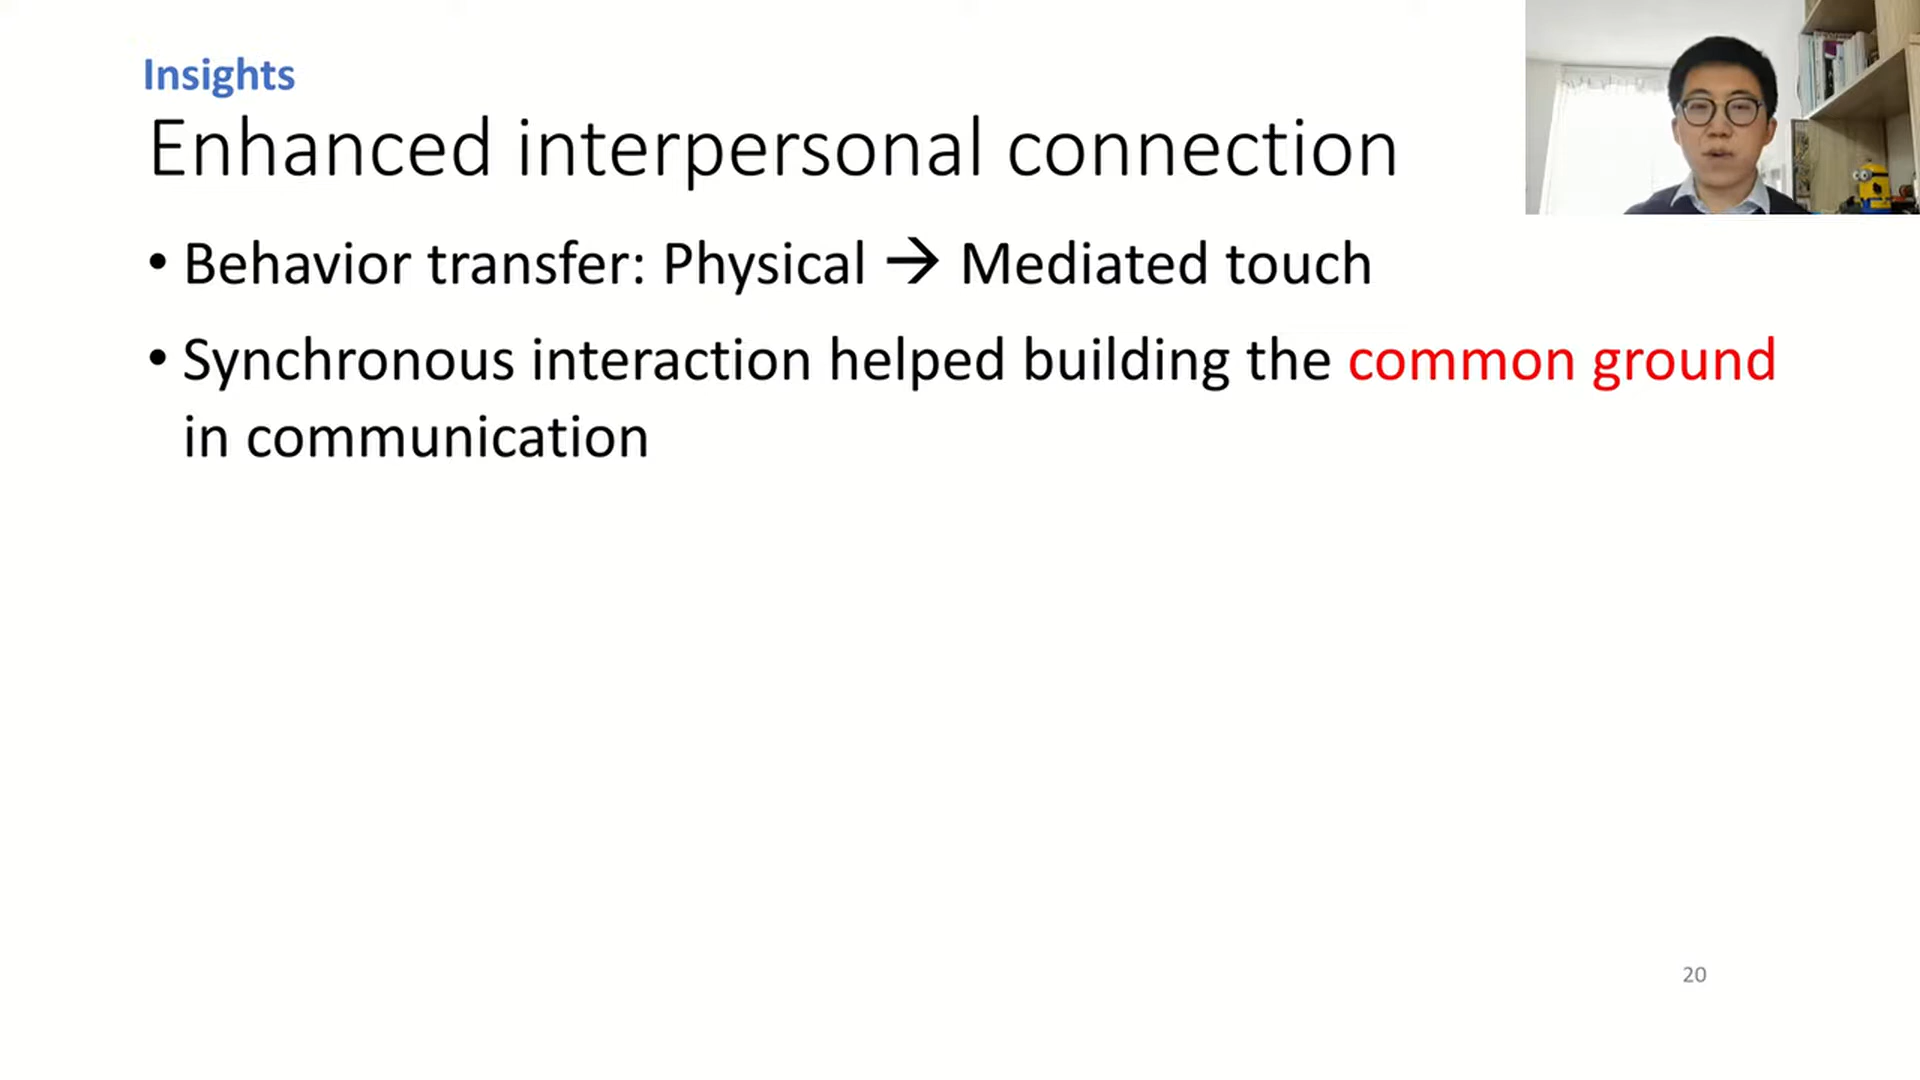 Insights
Enhanced interpersonal connection
• Behavior transfer: Physical → Mediated touch
• Synchronous interaction helped building the common ground
in communication
20